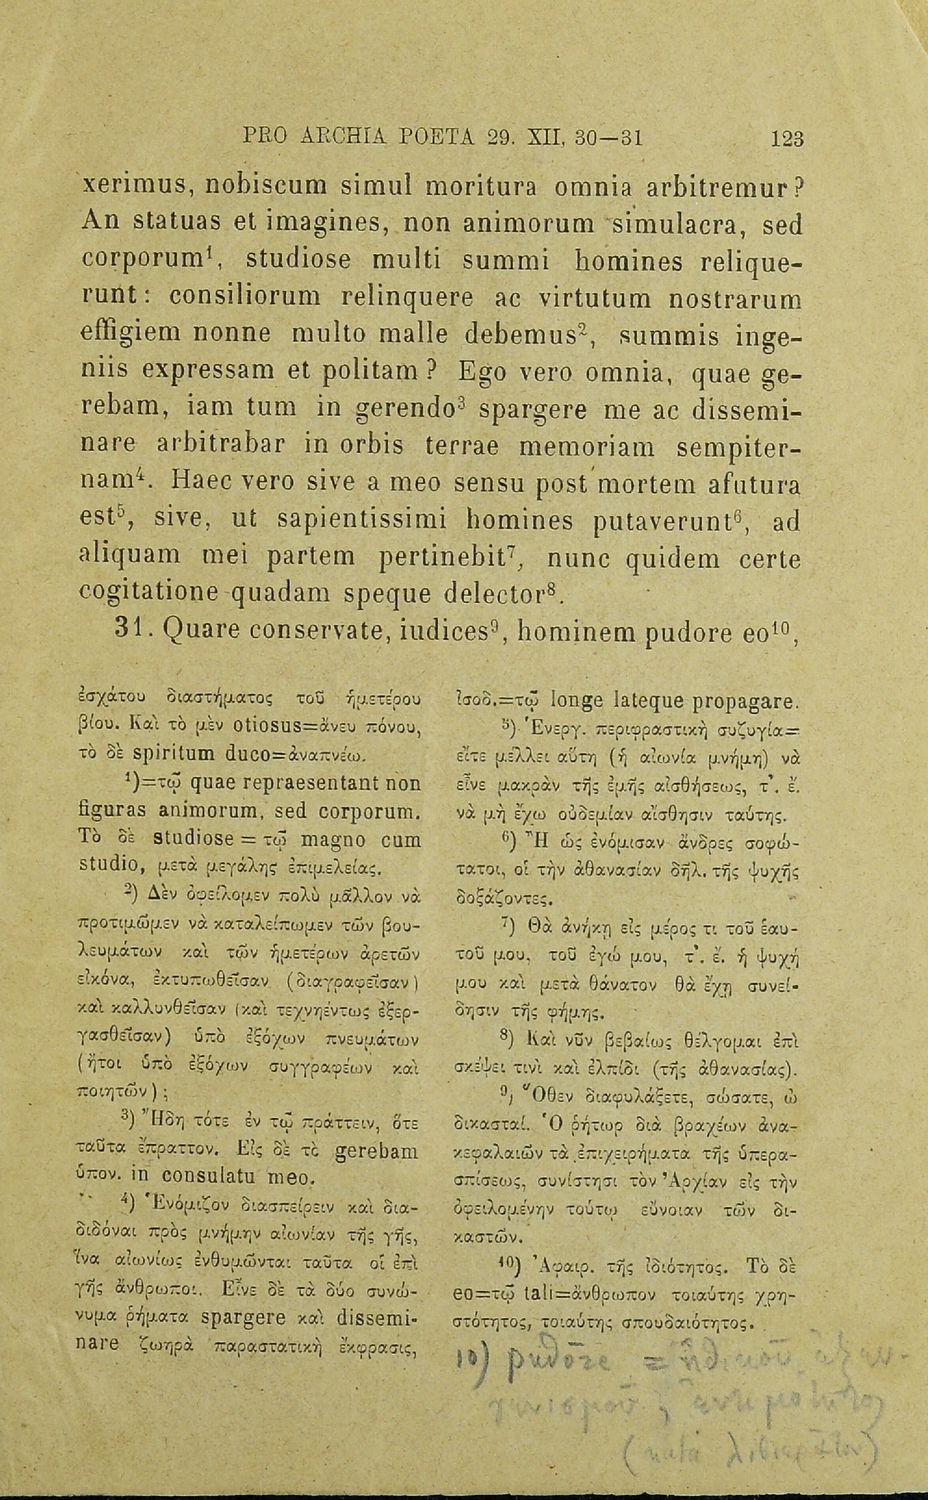 PRO ARCHIA POETA 29. XII, 30—31 123
xerimus, nobiscum simul moritura omnia arbitremur?
An statuas et imagines, non animorum simulacra, sed
corporum¹, studiose multi summi homines relique-
runt: consiliorum relinquere ac virtutum nostrarum
effigiem nonne multo malle debemus², summis inge-
niis expressam et politam? Ego vero omnia, quae ge-
rebam, iam tum in gerendo³ spargere me ac dissemi-
nare arbitrabar in orbis terrae memoriam sempiter-
nam⁴. Haec vero sive a meo sensu post mortem afutura
est⁵, sive, ut sapientissimi homines putaverunt⁶, ad
aliquam mei partem pertinebit⁷, nunc quidem certe
cogitatione quadam speque delector⁸.
31. Quare conservate, iudices⁹, hominem pudore eo¹⁰,
ἐσχάτου διαστήματος τοῦ ἡμετέρου
βίου. Καὶ τὸ μὲν otiosus=ἄνευ πόνου,
τὸ δὲ spiritum duco=ἀναπνέω.
¹)=τῷ quae repraesentant non
figuras animorum, sed corporum.
Τὸ δὲ studiose = τῷ magno cum
studio, μετὰ μεγάλης ἐπιμελείας.
²) Δὲν ὀφείλομεν πολὺ μᾶλλον νὰ
προτιμῶμεν νὰ καταλείπωμεν τῶν βου-
λευμάτων καὶ τῶν ἡμετέρων ἀρετῶν
εἰκόνα, ἐκτυπωθεῖσαν (διαγραφεῖσαν)
καὶ καλλυνθεῖσαν (καὶ τεχνηέντως ἐξερ-
γασθεῖσαν) ὑπὸ ἐξόχων πνευμάτων
(ἤτοι ὑπὸ ἐξόχων συγγραφέων καὶ
ποιητῶν);
³) Ἤδη τότε ἐν τῷ πράττειν, ὅτε
ταῦτα ἔπραττον. Εἰς δὲ τὸ gerebam
ὑπον. in consulatu meo.
⁴) Ἐνόμιζον διασπείρειν καὶ δια-
διδόναι πρὸς μνήμην αἰωνίαν τῆς γῆς,
ἵνα αἰωνίως ἐνθυμῶνται ταῦτα οἱ ἐπὶ
γῆς ἄνθρωποι. Εἶνε δὲ τὰ δύο συνώ-
νυμα ῥήματα spargere καὶ dissemi-
nare ζωηρὰ παραστατικὴ ἔκφρασις,
ἰσοδ.=τῷ longe lateque propagare.
⁵) Ἐνεργ. περιφραστικὴ συζυγία=
εἴτε μέλλει αὕτη (ἡ αἰωνία μνήμη) νὰ
εἶνε μακρὰν τῆς ἐμῆς αἰσθήσεως, τ. ἔ.
νὰ μὴ ἔχω οὐδεμίαν αἴσθησιν ταύτης.
⁶) Ἢ ὡς ἐνόμισαν ἄνδρες σοφώ-
τατοι, οἱ τὴν ἀθανασίαν δηλ. τῆς ψυχῆς
δοξάζοντες.
⁷) Θὰ ἀνήκῃ εἰς μέρος τι τοῦ ἑαυ-
τοῦ μου, τοῦ ἐγώ μου, τ. ἔ. ἡ ψυχή
μου καὶ μετὰ θάνατον θὰ ἔχῃ συνεί-
δησιν τῆς φήμης.
⁸) Καὶ νῦν βεβαίως θέλγομαι ἐπὶ
σκέψει τινὶ καὶ ἐλπίδι (τῆς ἀθανασίας).
⁹) Ὅθεν διαφυλάξετε, σώσατε, ὦ
δικασταί. Ὁ ῥήτωρ διὰ βραχέων ἀνα-
κεφαλαιῶν τὰ ἐπιχειρήματα τῆς ὑπερα-
σπίσεως, συνίστησι τὸν Ἀρχίαν εἰς τὴν
ὀφειλομένην τούτῳ εὔνοιαν τῶν δι-
καστῶν.
¹⁰) Ἀφαιρ. τῆς ἰδιότητος. Τὸ δὲ
eo=τῷ tali=ἄνθρωπον τοιαύτης χρη-
στότητος, τοιαύτης σπουδαιότητος.
10) pudōre =